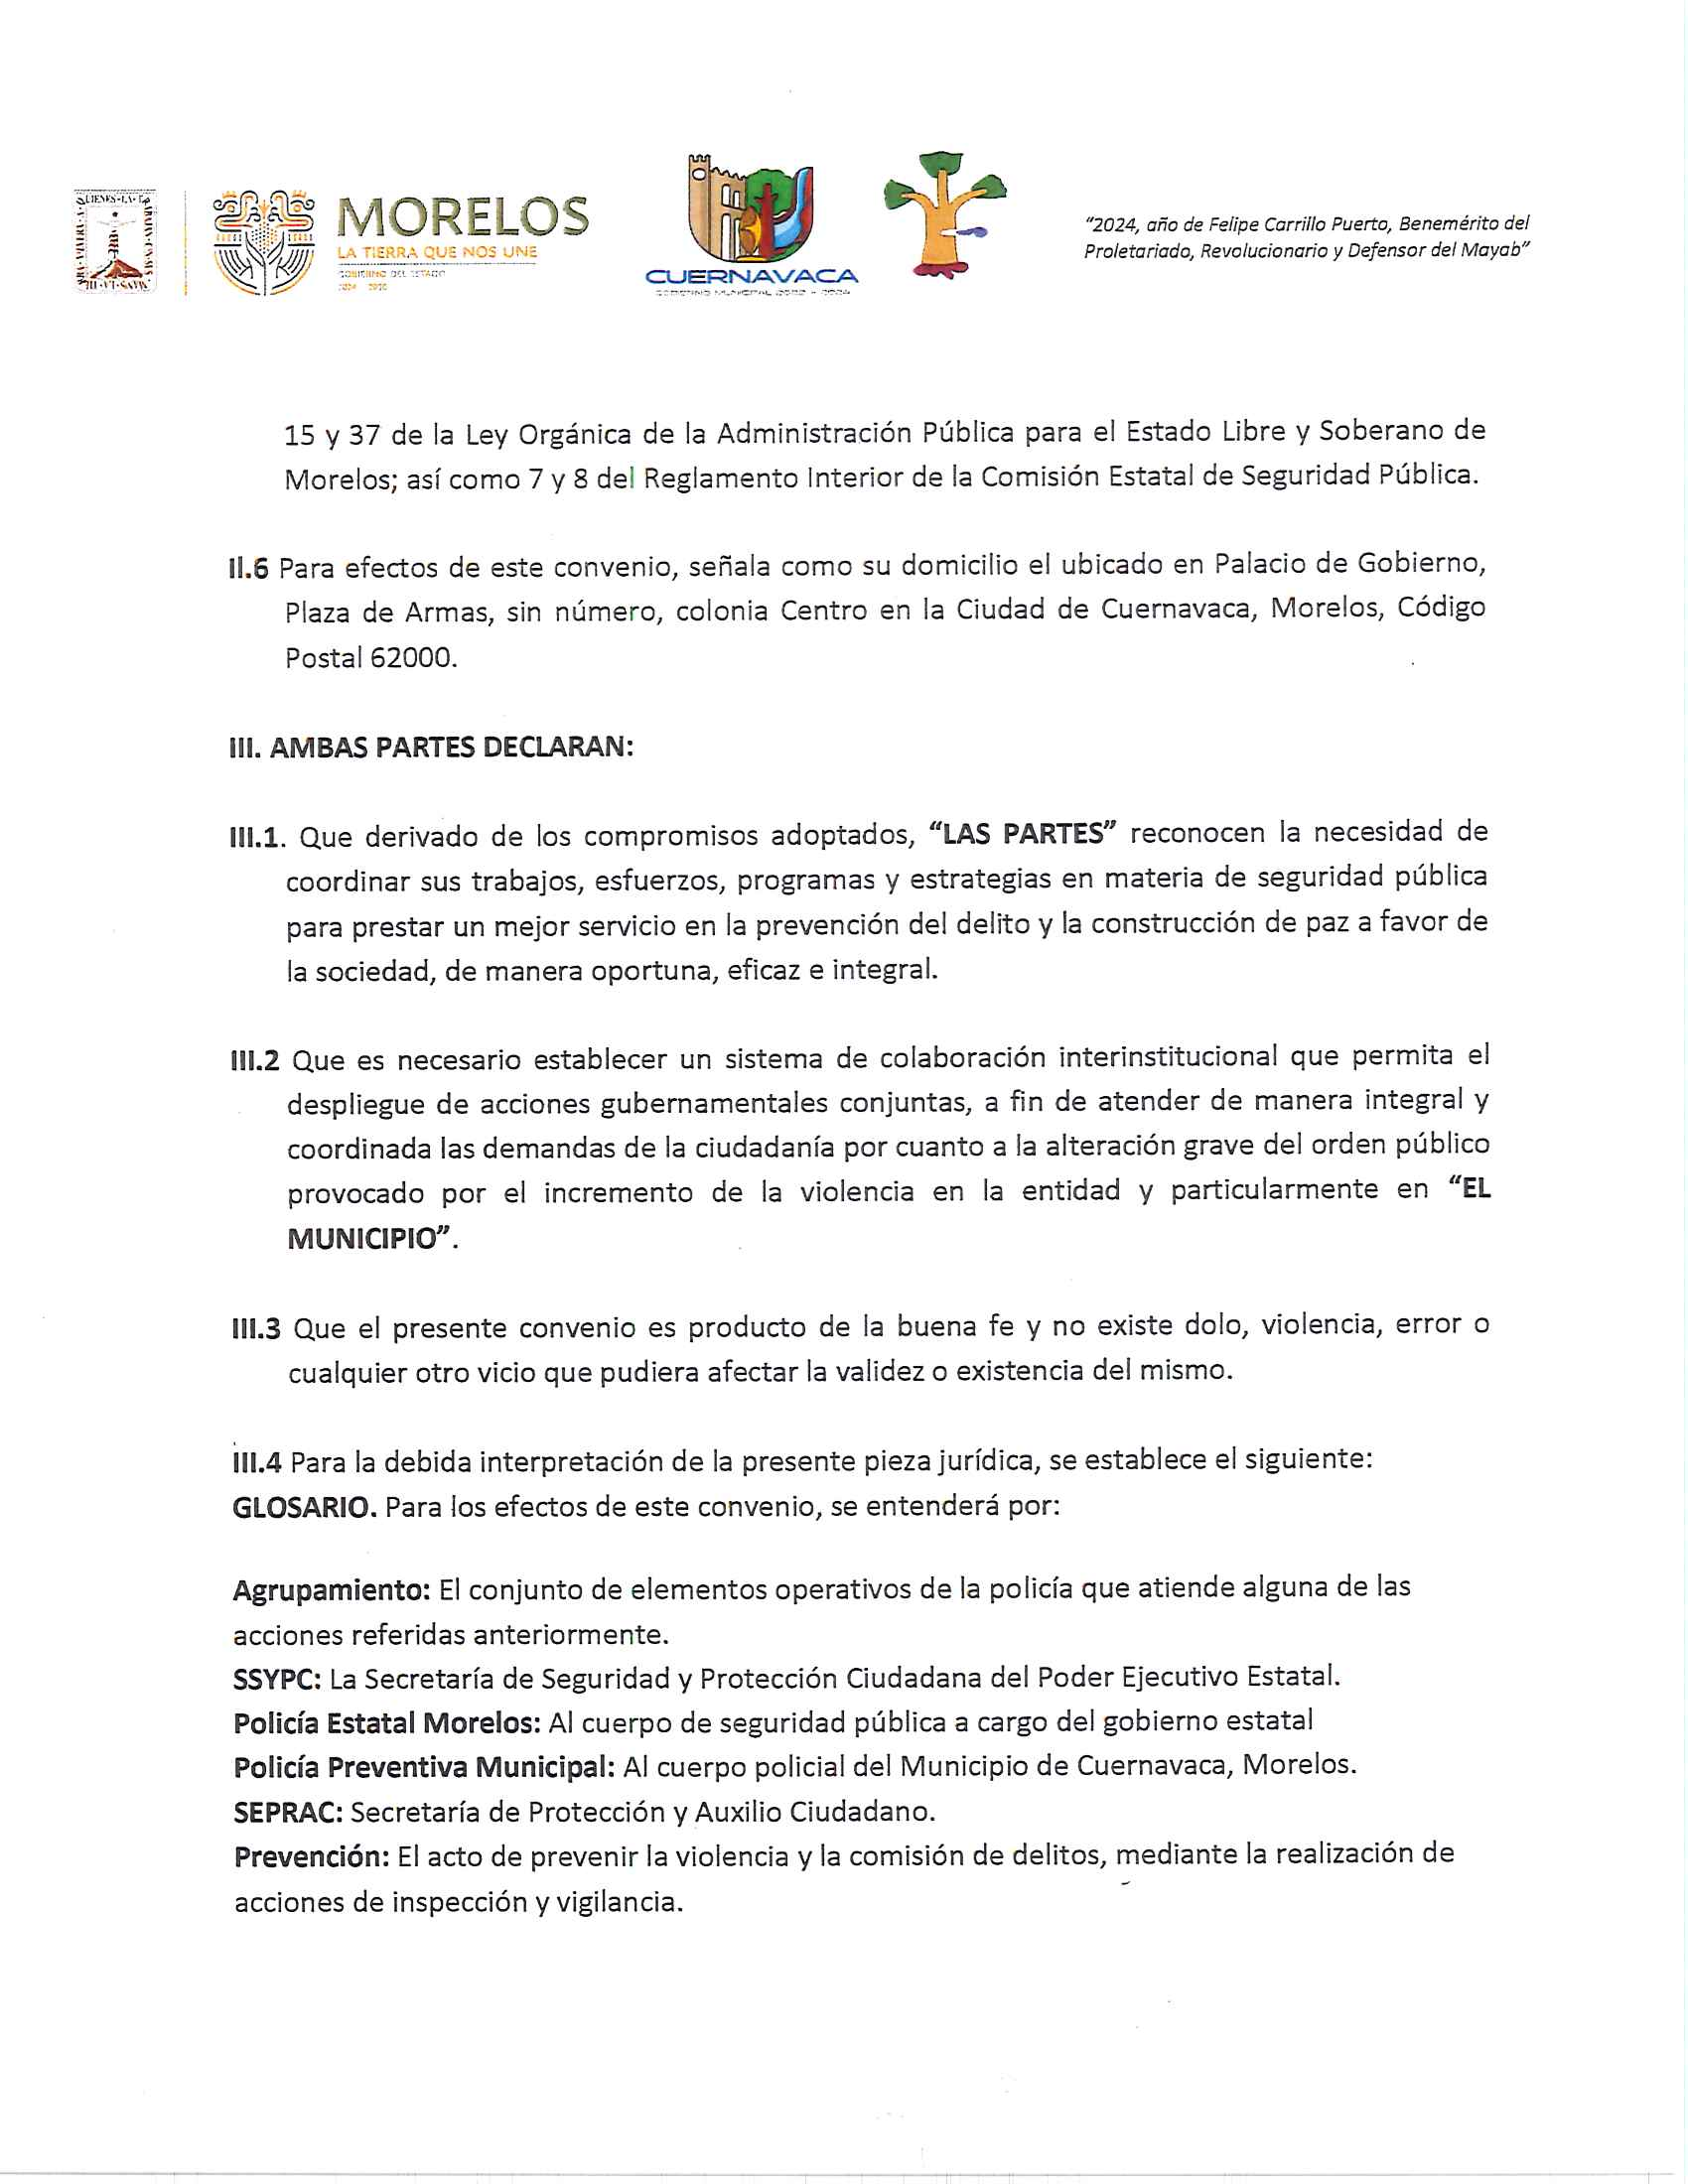 MORELOS
LA TIERRA QUE NOS UNE
GOBIERNO DEL ESTADO
CUERNAVACA
GOBIERNO MUNICIPAL 2022 - 2024
“2024, año de Felipe Carrillo Puerto, Benemérito del
Proletariado, Revolucionario y Defensor del Mayab”
15 y 37 de la Ley Orgánica de la Administración Pública para el Estado Libre y Soberano de
Morelos; así como 7 y 8 del Reglamento Interior de la Comisión Estatal de Seguridad Pública.
II.6 Para efectos de este convenio, señala como su domicilio el ubicado en Palacio de Gobierno,
Plaza de Armas, sin número, colonia Centro en la Ciudad de Cuernavaca, Morelos, Código
Postal 62000.
III. AMBAS PARTES DECLARAN:
III.1. Que derivado de los compromisos adoptados, “LAS PARTES” reconocen la necesidad de
coordinar sus trabajos, esfuerzos, programas y estrategias en materia de seguridad pública
para prestar un mejor servicio en la prevención del delito y la construcción de paz a favor de
la sociedad, de manera oportuna, eficaz e integral.
III.2 Que es necesario establecer un sistema de colaboración interinstitucional que permita el
despliegue de acciones gubernamentales conjuntas, a fin de atender de manera integral y
coordinada las demandas de la ciudadanía por cuanto a la alteración grave del orden público
provocado por el incremento de la violencia en la entidad y particularmente en “EL
MUNICIPIO”.
III.3 Que el presente convenio es producto de la buena fe y no existe dolo, violencia, error o
cualquier otro vicio que pudiera afectar la validez o existencia del mismo.
III.4 Para la debida interpretación de la presente pieza jurídica, se establece el siguiente:
GLOSARIO. Para los efectos de este convenio, se entenderá por:
Agrupamiento: El conjunto de elementos operativos de la policía que atiende alguna de las
acciones referidas anteriormente.
SSYPC: La Secretaría de Seguridad y Protección Ciudadana del Poder Ejecutivo Estatal.
Policía Estatal Morelos: Al cuerpo de seguridad pública a cargo del gobierno estatal
Policía Preventiva Municipal: Al cuerpo policial del Municipio de Cuernavaca, Morelos.
SEPRAC: Secretaría de Protección y Auxilio Ciudadano.
Prevención: El acto de prevenir la violencia y la comisión de delitos, mediante la realización de
acciones de inspección y vigilancia.